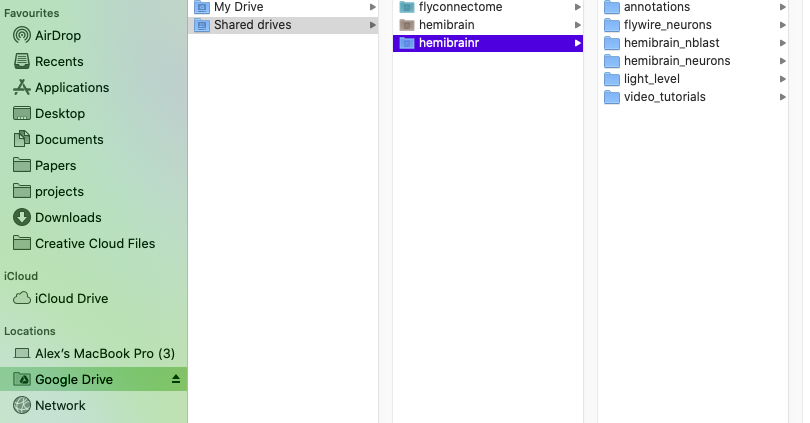 Favourites
AirDrop
Recents
Applications
Desktop
Documents
Papers
projects
Downloads
Creative Cloud Files
iCloud
iCloud Drive
Locations
Alex's MacBook Pro (3)
Google Drive
Network
My Drive
Shared drives
flyconnectome
hemibrain
hemibrainr
annotations
flywire_neurons
hemibrain_nblast
hemibrain_neurons
light_level
video_tutorials